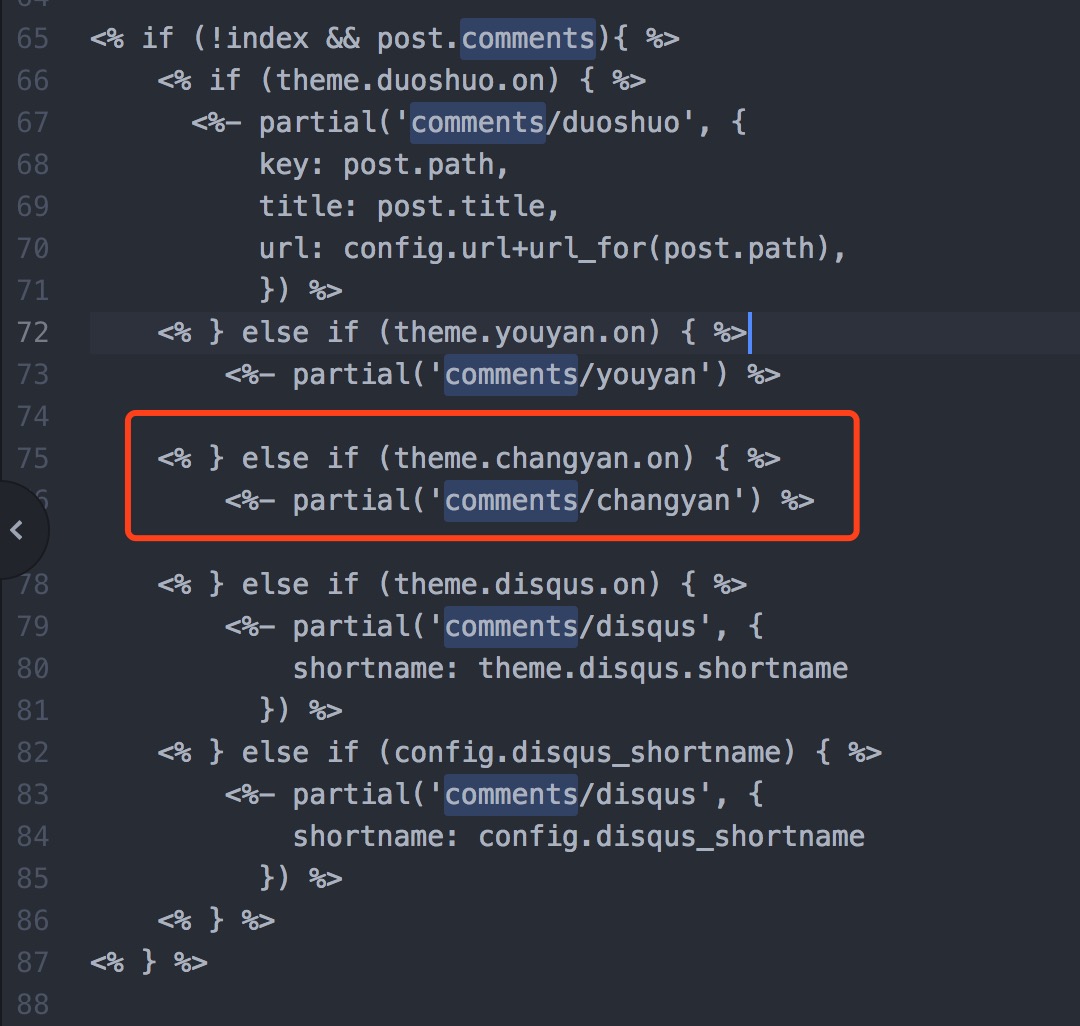 65 <% if (!index && post.comments){ %>
66 <% if (theme.duoshuo.on) { %>
67 <%- partial('comments/duoshuo', {
68 key: post.path,
69 title: post.title,
70 url: config.url+url_for(post.path),
71 }) %>
72 <% } else if (theme.youyan.on) { %>
73 <%- partial('comments/youyan') %>
74
75 <% } else if (theme.changyan.on) { %>
<%- partial('comments/changyan') %>
78 <% } else if (theme.disqus.on) { %>
79 <%- partial('comments/disqus', {
80 shortname: theme.disqus.shortname
81 }) %>
82 <% } else if (config.disqus_shortname) { %>
83 <%- partial('comments/disqus', {
84 shortname: config.disqus_shortname
85 }) %>
86 <% } %>
87 <% } %>
88